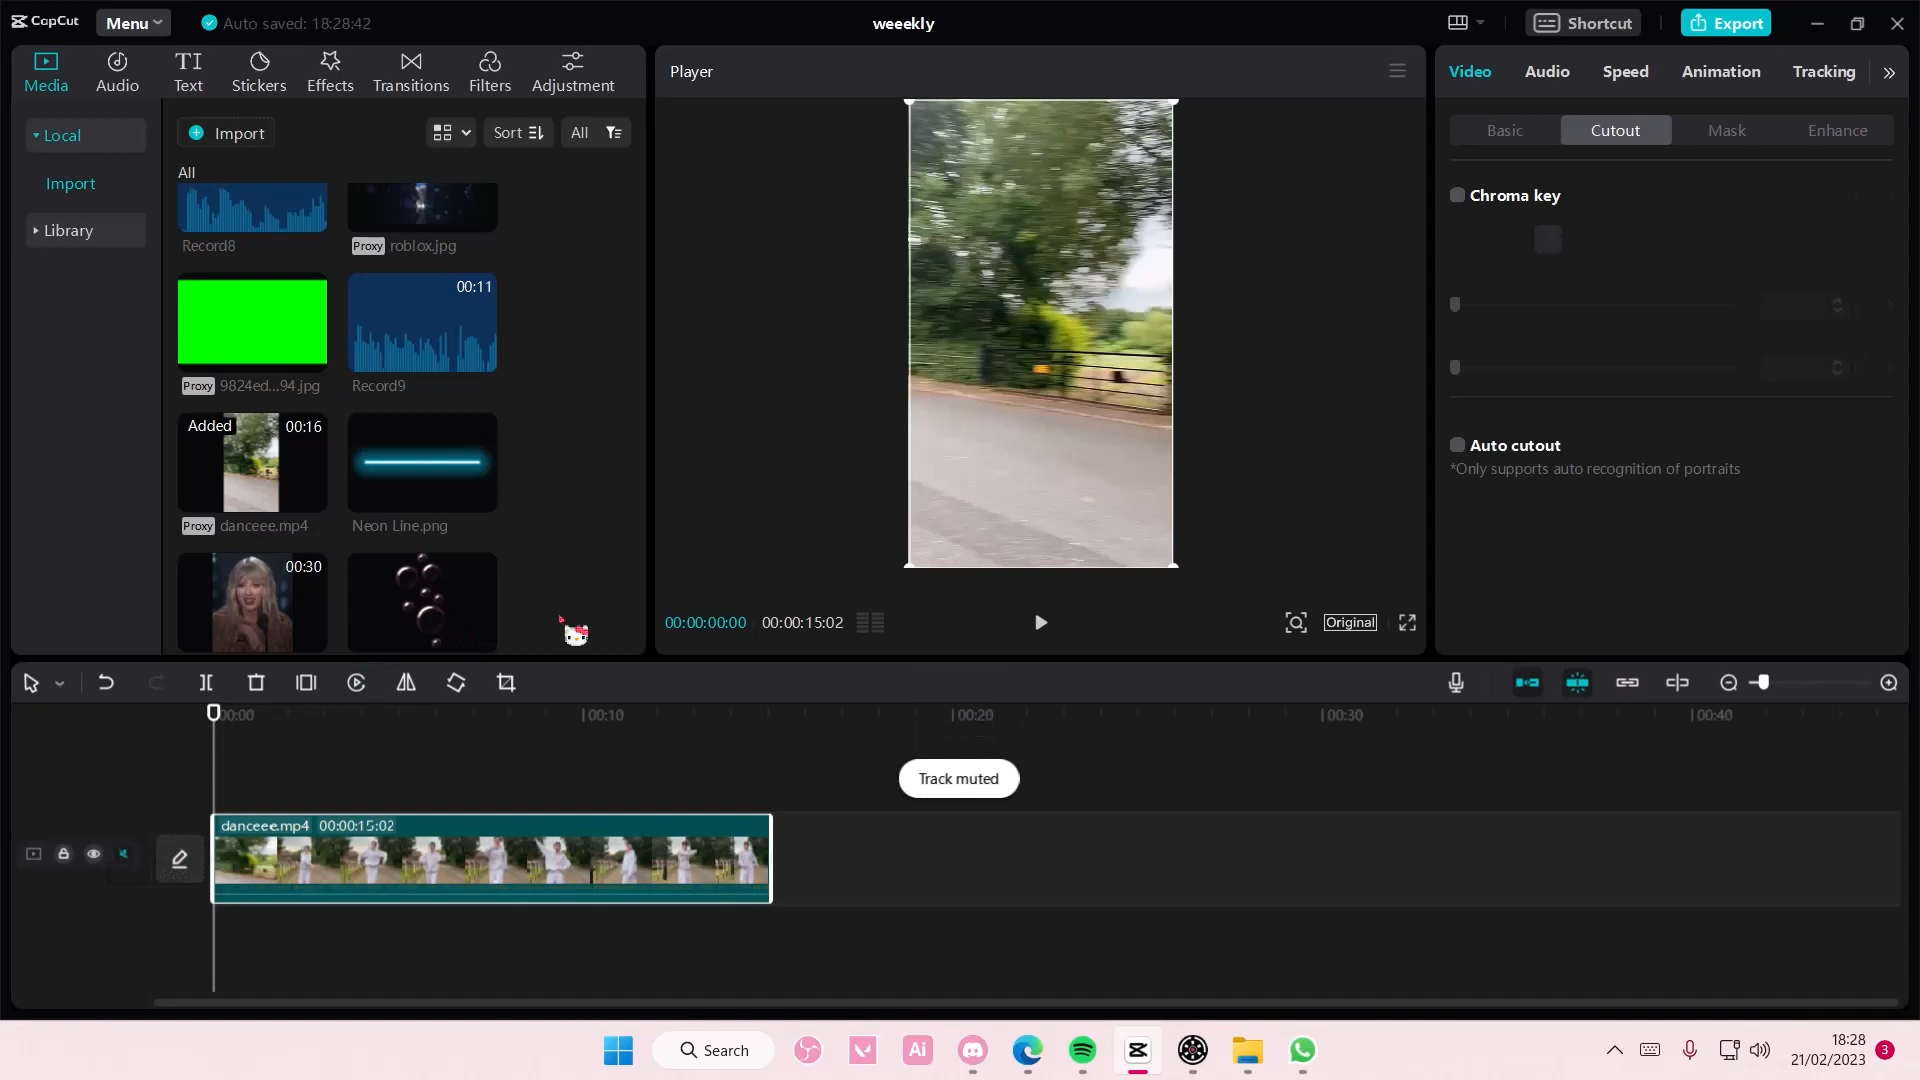 CapCut
Menu
Auto saved: 18:28:42
weeekly
Shortcut
Export
Media
Audio
Text
Stickers
Effects
Transitions
Filters
Adjustment
Player
Video
Audio
Speed
Animation
Tracking
Local
Import
Library
Import
Sort
All
All
Record8
Proxy roblox.jpg
00:11
Proxy 9824ed...94.jpg
Record9
Added
00:16
Proxy danceee.mp4
Neon Line.png
00:30
00:00:00:00
00:00:15:02
Original
Basic
Cutout
Mask
Enhance
Chroma key
Auto cutout
*Only supports auto recognition of portraits
00:00
00:10
00:20
00:30
00:40
Track muted
danceee.mp4 00:00:15:02
Search
Ai
18:28
21/02/2023
3